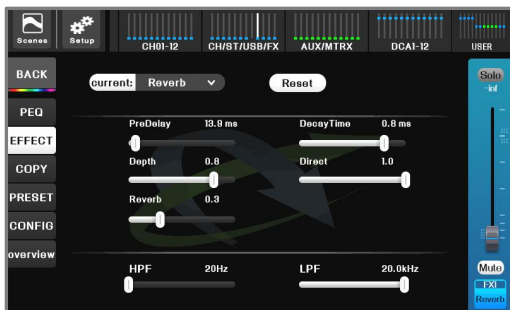 Scenes Setup CH01-12 CH/ST/USB/FX AUX/MTRX DCA1-12 USER
BACK current: Reverb Reset Solo
-inf
PEQ
PreDelay 13.9 ms DecayTime 0.8 ms
EFFECT
Depth 0.8 Direct 1.0
COPY
PRESET Reverb 0.3
CONFIG
overview
HPF 20Hz LPF 20.0kHz Mute
FX1
Reverb